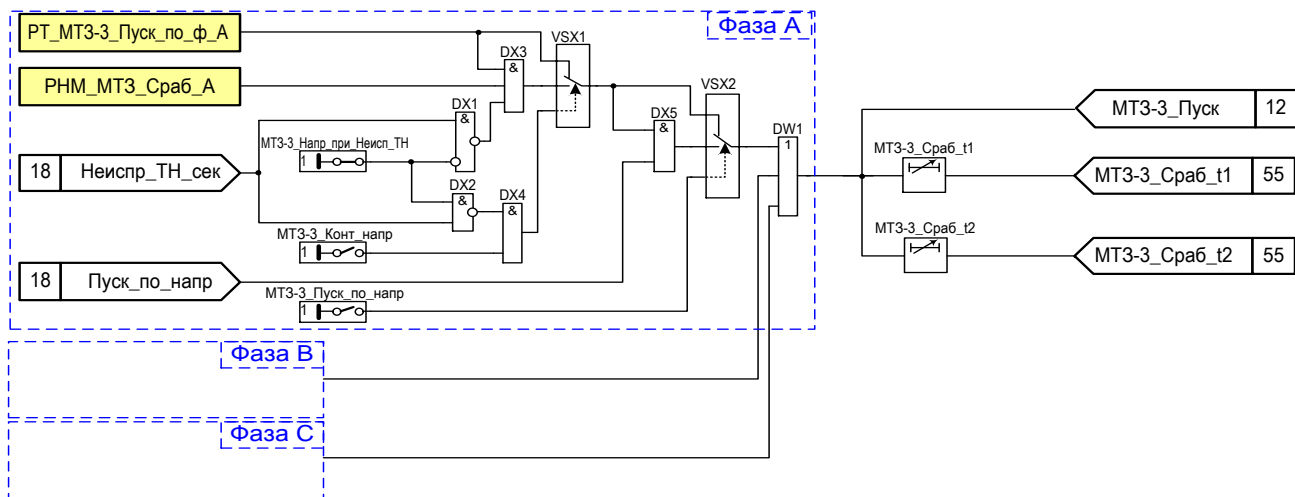 Фаза А
РТ_МТЗ-3_Пуск_по_ф_А
РНМ_МТЗ_Сраб_А
DX3
&
VSX1
VSX2
DX1
&
МТЗ-3_Напр_при_Неисп_ТН
1
DX5
&
DW1
1
18 Неиспр_ТН_сек
DX2
&
DX4
&
МТЗ-3_Конт_напр
1
18 Пуск_по_напр
МТЗ-3_Пуск_по_напр
1
МТЗ-3_Пуск 12
МТЗ-3_Сраб_t1
МТЗ-3_Сраб_t1 55
МТЗ-3_Сраб_t2
МТЗ-3_Сраб_t2 55
Фаза В
Фаза С